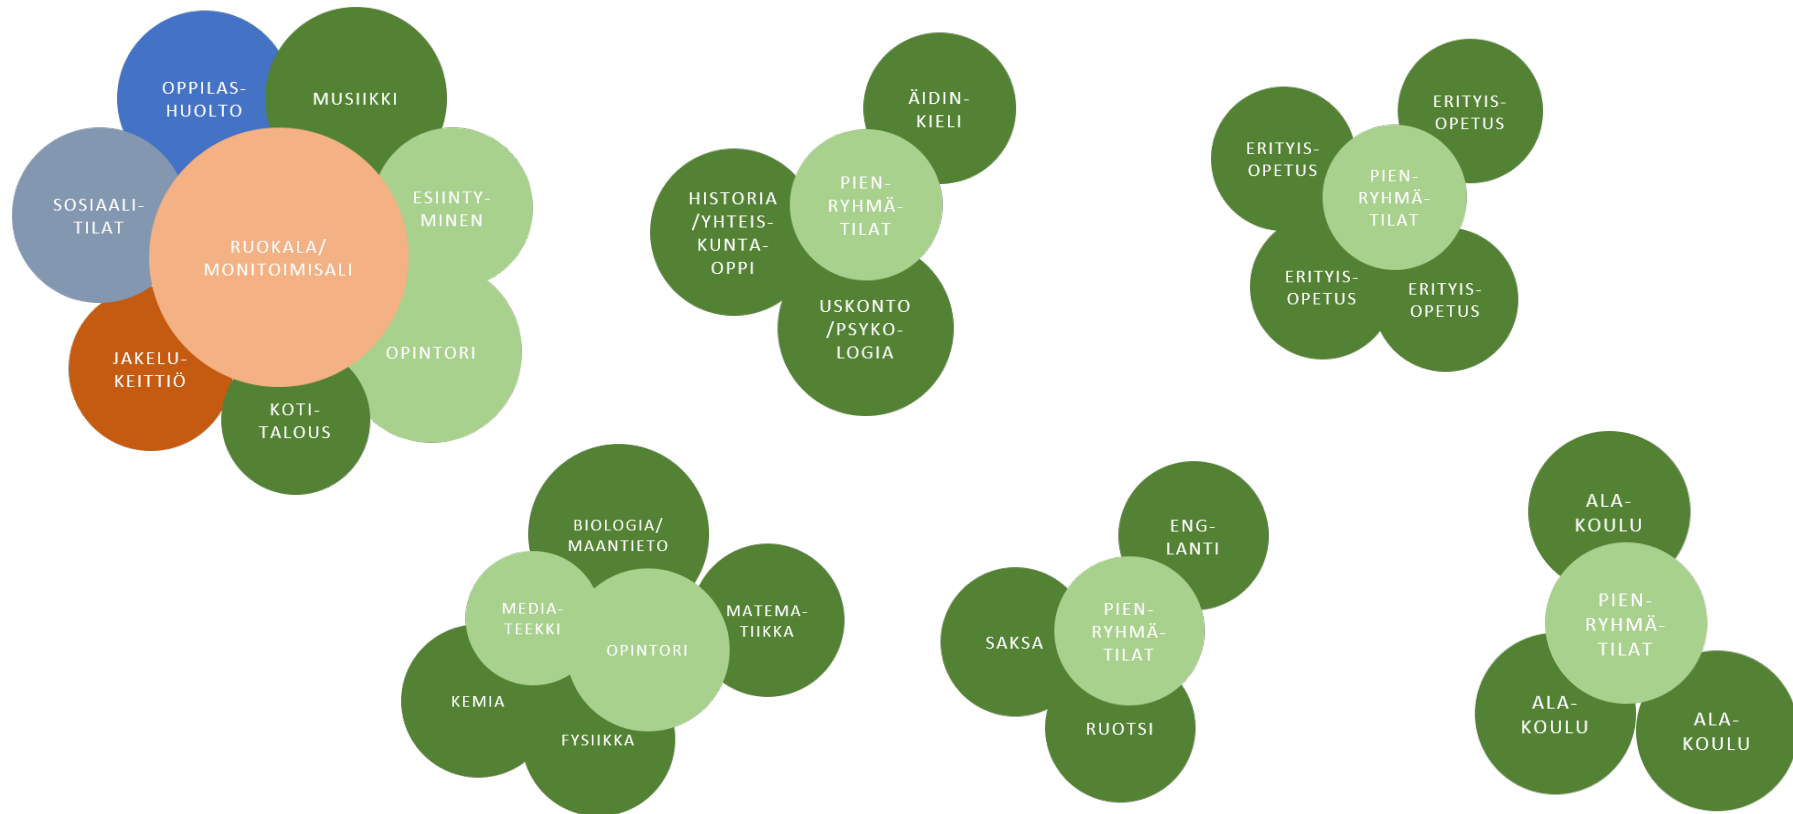 OPPILAS-
HUOLTO
MUSIIKKI
SOSIAALI-
TILAT
ESIINTY-
MINEN
RUOKALA/
MONITOIMISALI
JAKELU-
KEITTIÖ
OPINTORI
KOTI-
TALOUS
ÄIDIN-
KIELI
HISTORIA
/YHTEIS-
KUNTA-
OPPI
PIEN-
RYHMÄ-
TILAT
USKONTO
/PSYKO-
LOGIA
ERITYIS-
OPETUS
ERITYIS-
OPETUS
PIEN-
RYHMÄ-
TILAT
ERITYIS-
OPETUS
ERITYIS-
OPETUS
BIOLOGIA/
MAANTIETO
MEDIA-
TEEKKI
OPINTORI
MATEMA-
TIIKKA
KEMIA
FYSIIKKA
ENG-
LANTI
SAKSA
PIEN-
RYHMÄ-
TILAT
RUOTSI
ALA-
KOULU
PIEN-
RYHMÄ-
TILAT
ALA-
KOULU
ALA-
KOULU